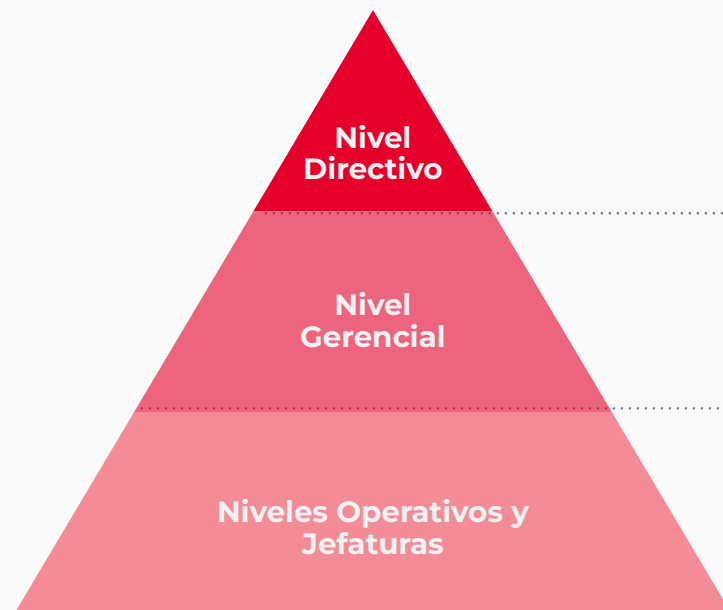 Nivel
Directivo
Nivel
Gerencial
Niveles Operativos y
Jefaturas